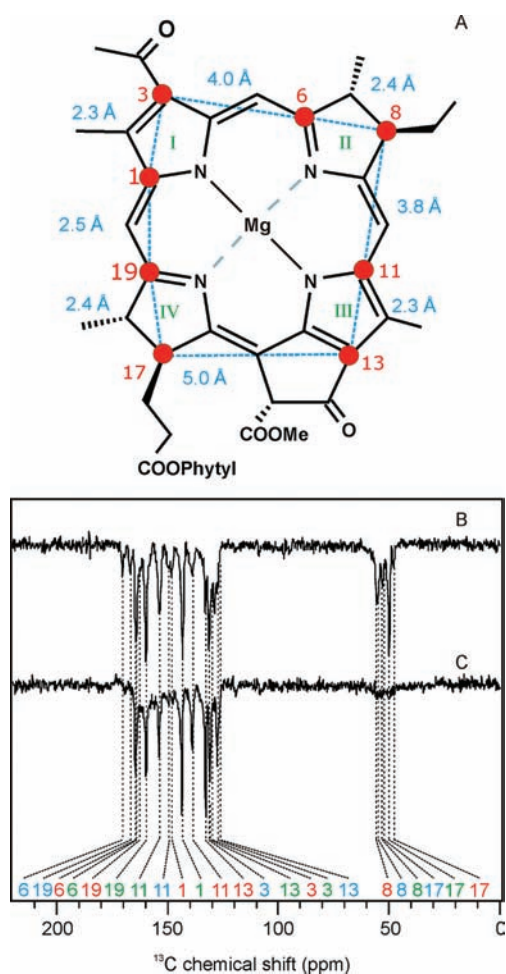 A
O
3
4.0 Å
6
2.4 Å
8
2.3 Å
I
II
1
N
N
2.5 Å
Mg
3.8 Å
19
N
N
11
2.4 Å
IV
III
2.3 Å
17
5.0 Å
13
COOMe
O
COOPhytyl
B
C
6 19 6 6 19 19 11 11 1 1 11 13 3 13 3 3 13 8 8 8 17 17 17
200 150 100 50 0
¹³C chemical shift (ppm)